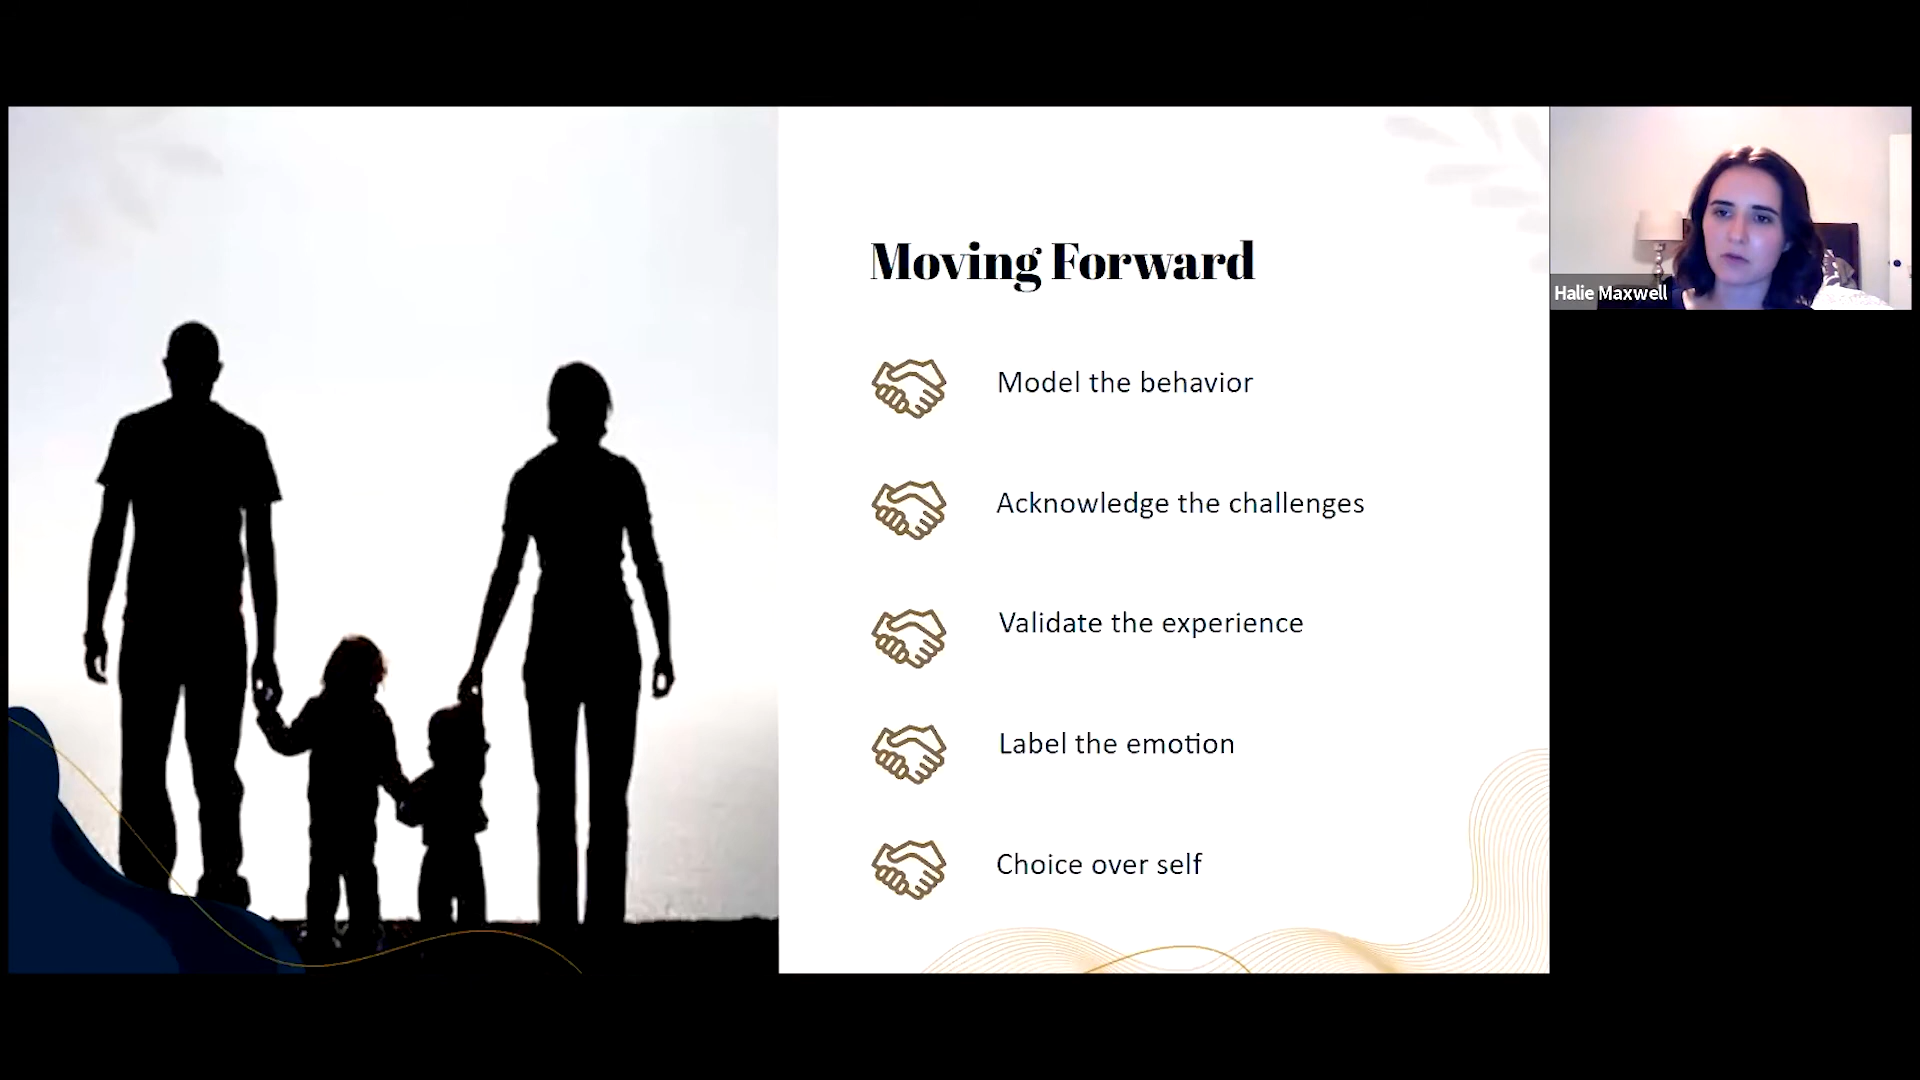 Moving Forward
Model the behavior
Acknowledge the challenges
Validate the experience
Label the emotion
Choice over self
Halie Maxwell